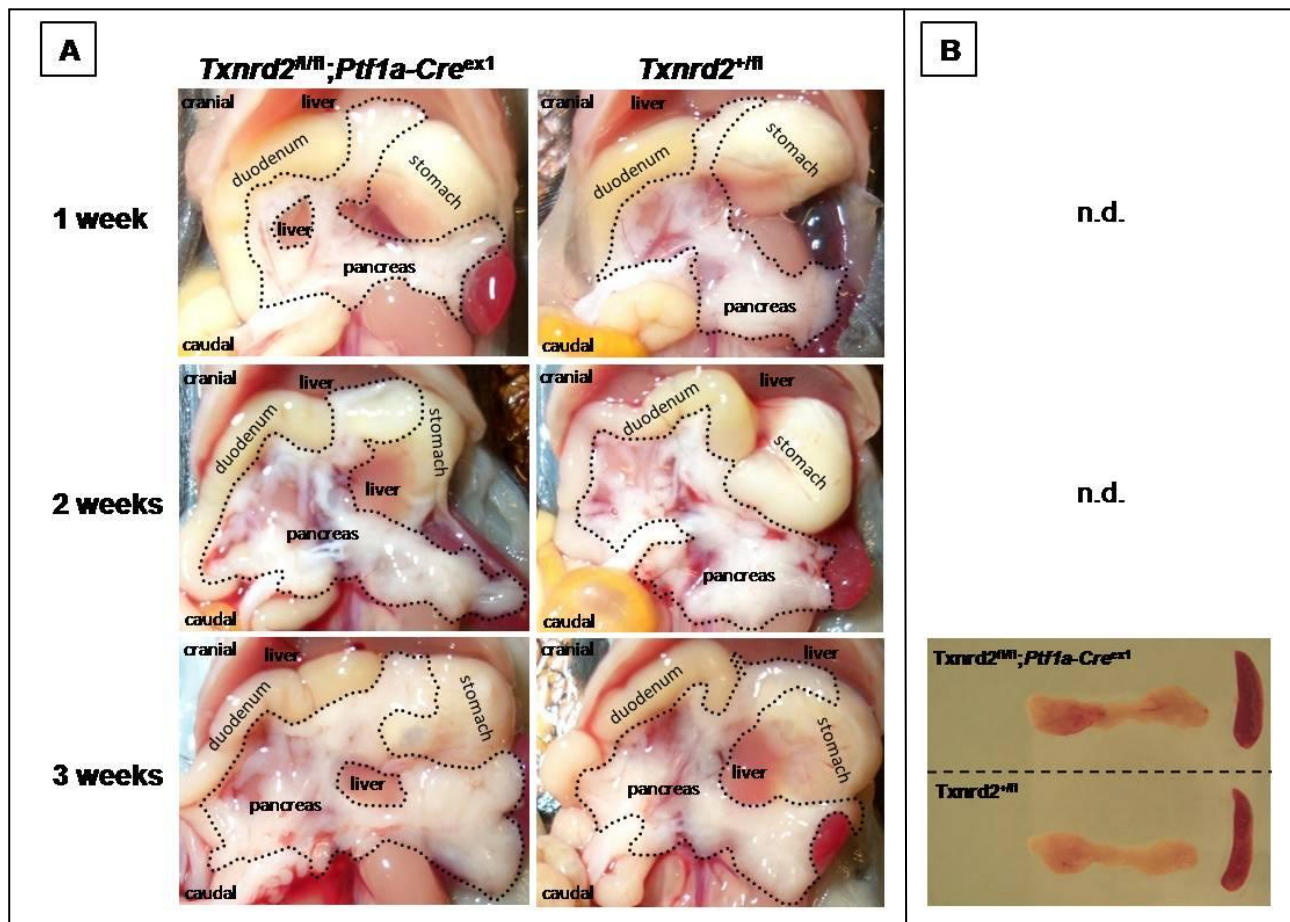 A
B
Txnrd2fl/fl;Ptf1a-Creex1
Txnrd2+/fl
1 week
cranial
liver
duodenum
stomach
liver
pancreas
caudal
cranial
liver
duodenum
stomach
pancreas
caudal
n.d.
2 weeks
cranial
liver
duodenum
stomach
liver
pancreas
caudal
cranial
liver
duodenum
stomach
pancreas
caudal
n.d.
3 weeks
cranial
liver
duodenum
stomach
liver
pancreas
caudal
cranial
liver
duodenum
stomach
liver
pancreas
caudal
Txnrd2fl/fl;Ptf1a-Creex1
Txnrd2+/fl